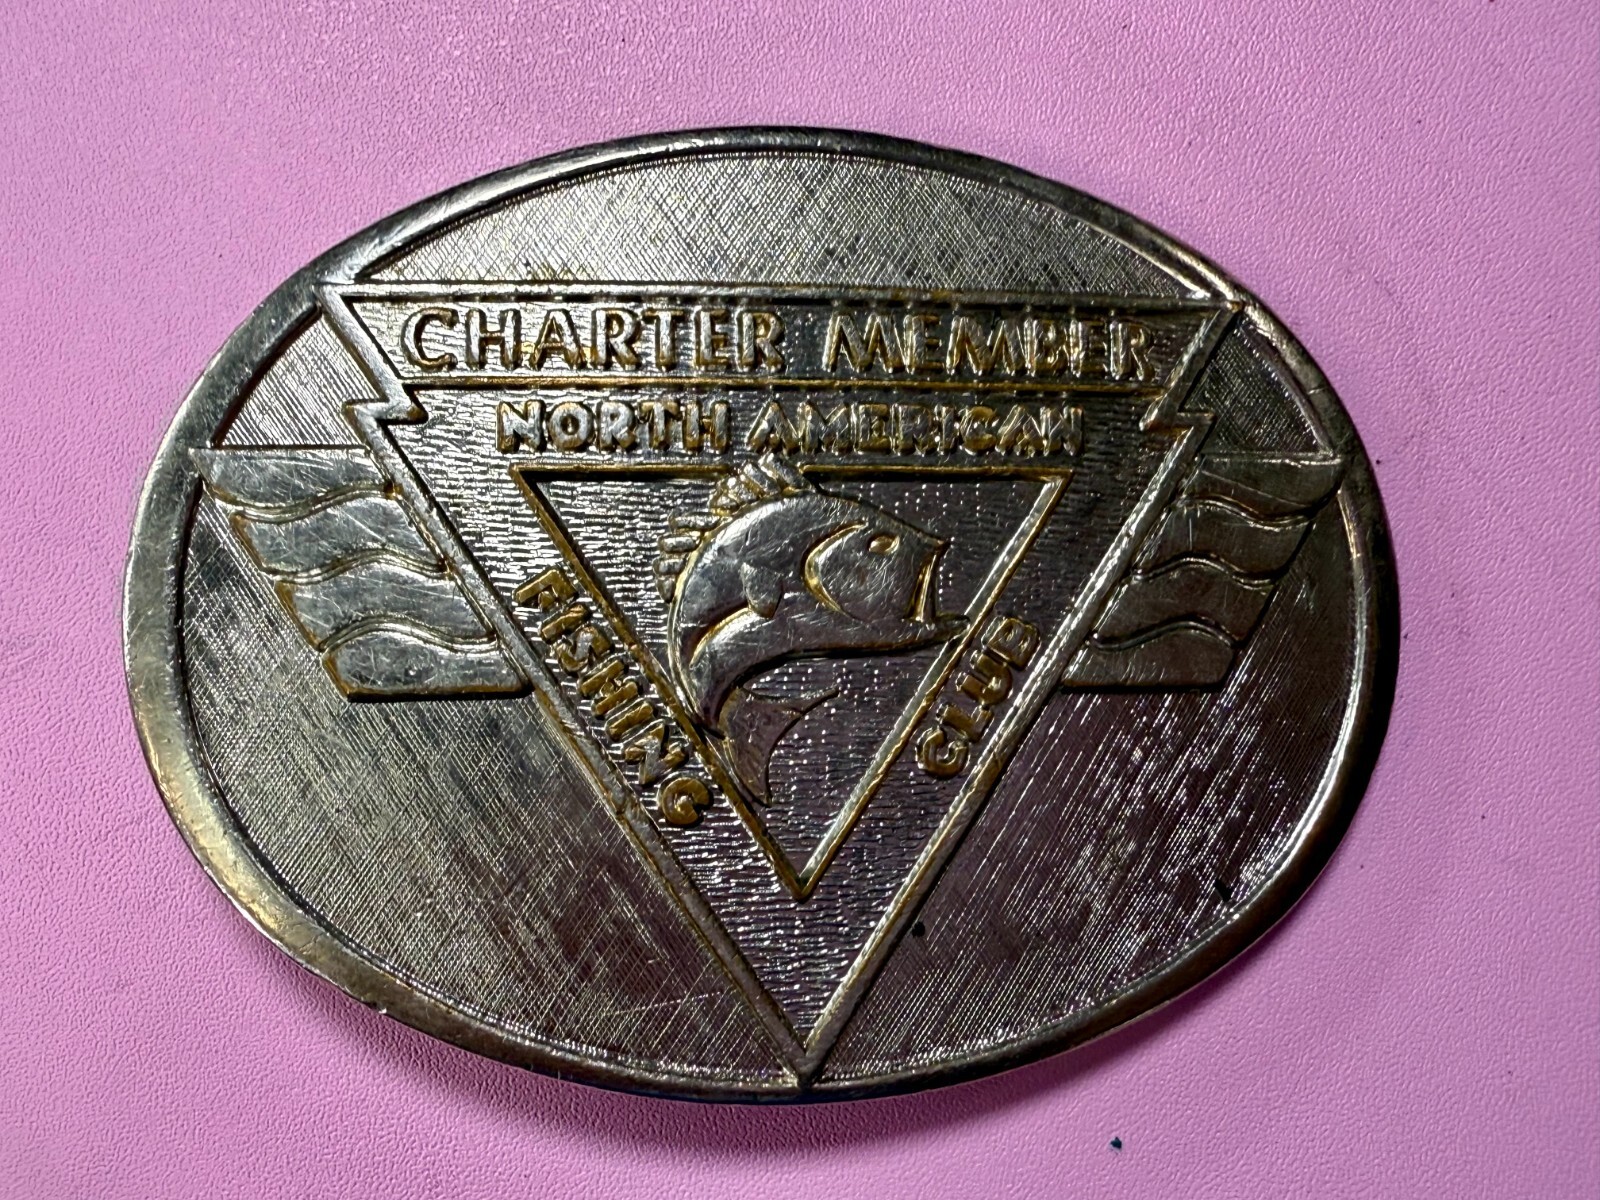 CHARTER MEMBER
NORTH AMERICAN
FISHING
CLUB